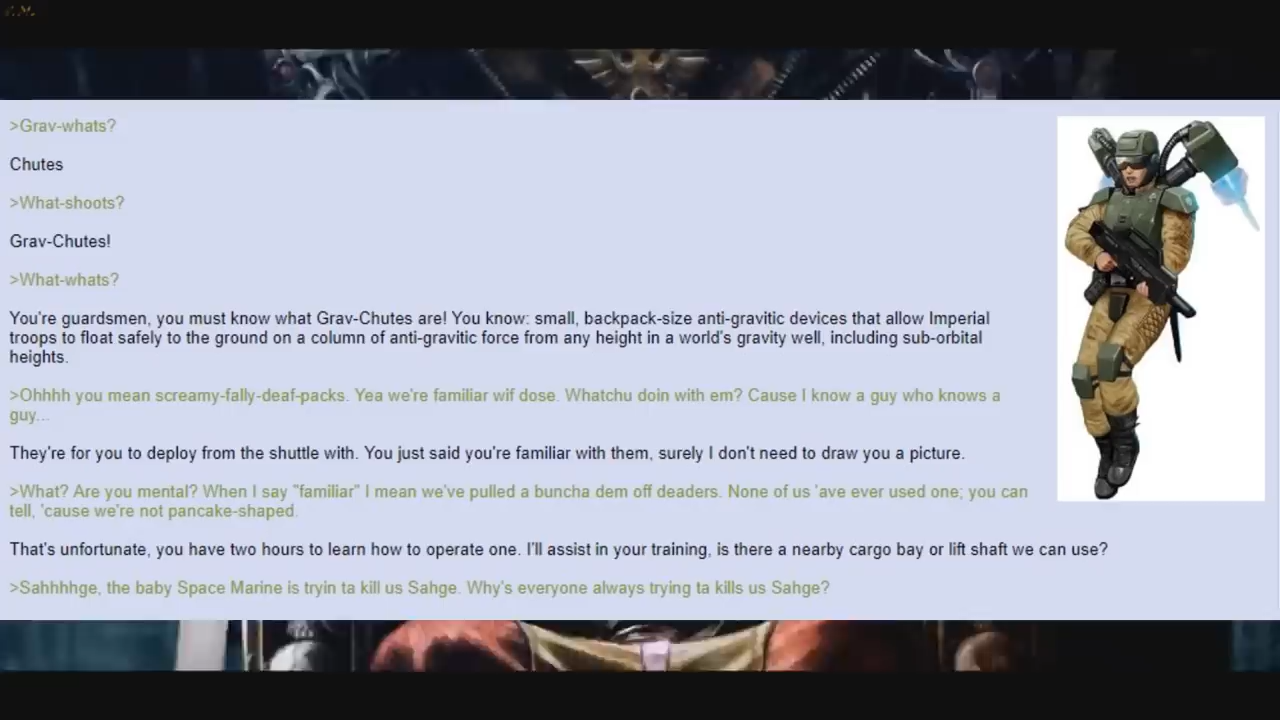 >Grav-whats?
Chutes
>What-shoots?
Grav-Chutes!
>What-whats?
You're guardsmen, you must know what Grav-Chutes are! You know: small, backpack-size anti-gravitic devices that allow Imperial
troops to float safely to the ground on a column of anti-gravitic force from any height in a world's gravity well, including sub-orbital
heights.
>Ohhhh you mean screamy-fally-deaf-packs. Yea we're familiar wif dose. Whatchu doin with em? Cause I know a guy who knows a
guy...
They're for you to deploy from the shuttle with. You just said you're familiar with them, surely I don't need to draw you a picture.
>What? Are you mental? When I say "familiar" I mean we've pulled a buncha dem off deaders. None of us 'ave ever used one; you can
tell, 'cause we're not pancake-shaped.
That's unfortunate, you have two hours to learn how to operate one. I'll assist in your training, is there a nearby cargo bay or lift shaft we can use?
>Sahhhhge, the baby Space Marine is tryin ta kill us Sahge. Why's everyone always trying ta kills us Sahge?